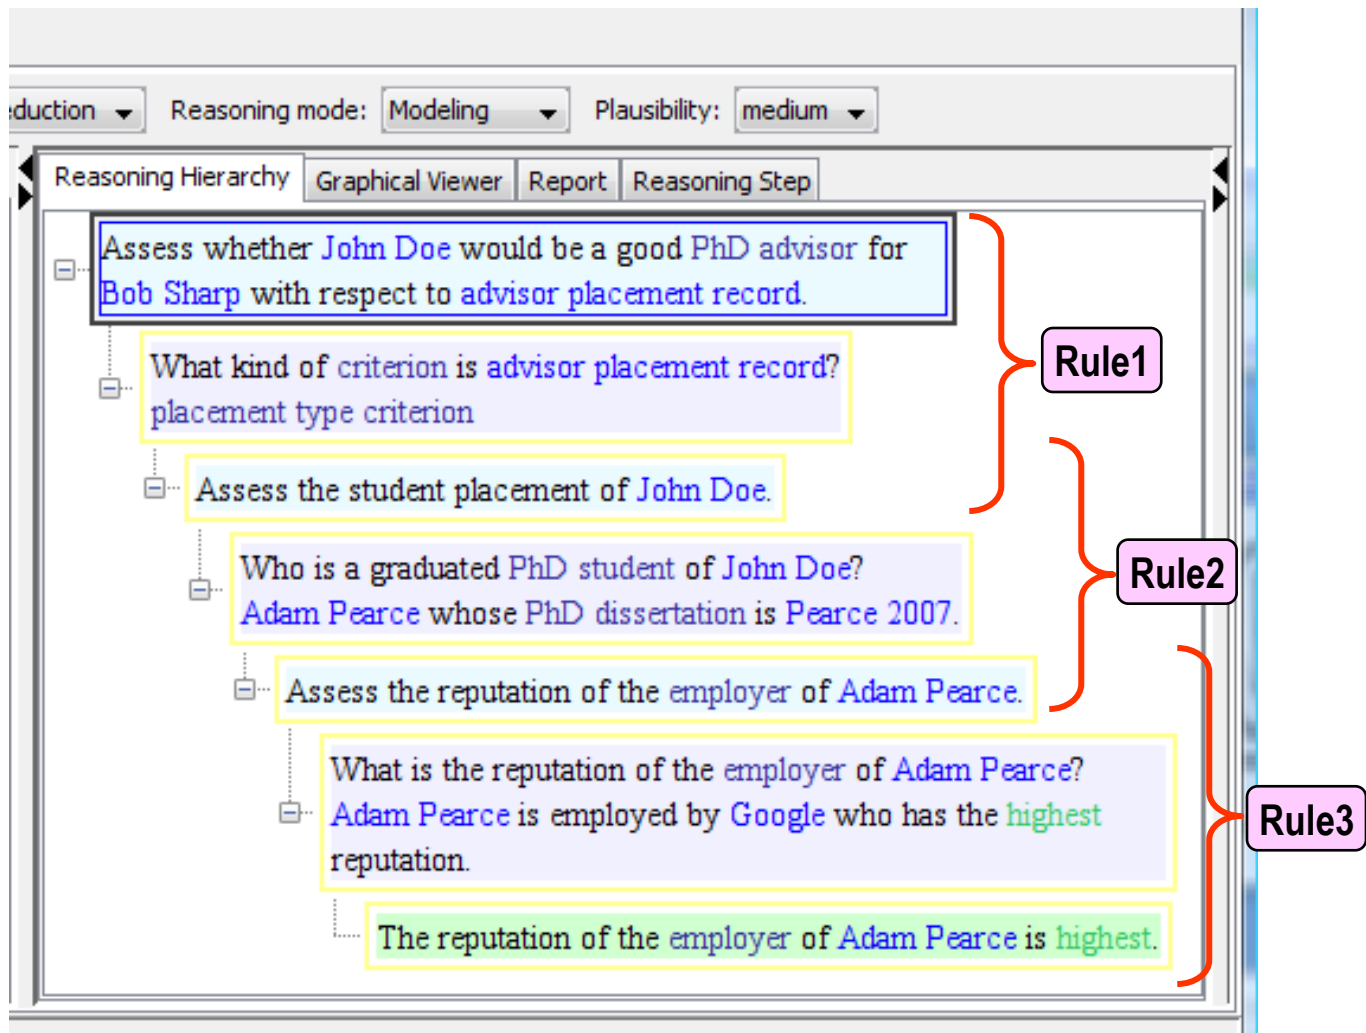 duction Reasoning mode: Modeling Plausibility: medium
Reasoning Hierarchy Graphical Viewer Report Reasoning Step
Assess whether John Doe would be a good PhD advisor for
Bob Sharp with respect to advisor placement record.
Rule1
What kind of criterion is advisor placement record?
placement type criterion
Assess the student placement of John Doe.
Who is a graduated PhD student of John Doe?
Rule2
Adam Pearce whose PhD dissertation is Pearce 2007.
Assess the reputation of the employer of Adam Pearce.
What is the reputation of the employer of Adam Pearce?
Adam Pearce is employed by Google who has the highest
reputation.
Rule3
The reputation of the employer of Adam Pearce is highest.